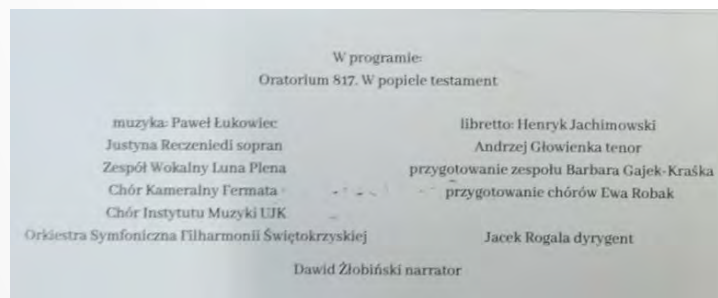 W programie:
Oratorium 817. W popiele testament
muzyka: Paweł Łukowiec libretto: Henryk Jachimowski
Justyna Reczeniedi sopran Andrzej Głowienka tenor
Zespół Wokalny Luna Plena przygotowanie zespołu Barbara Gajek-Kraśka
Chór Kameralny Fermata przygotowanie chórów Ewa Robak
Chór Instytutu Muzyki UJK
Orkiestra Symfoniczna Filharmonii Świętokrzyskiej Jacek Rogala dyrygent
Dawid Żłobiński narrator